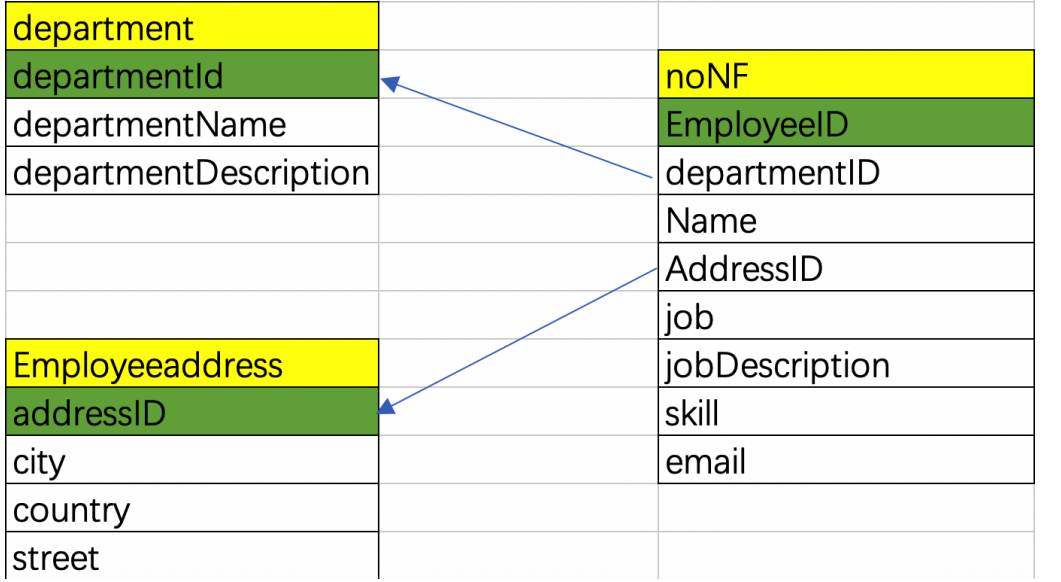 department
departmentId
departmentName
departmentDescription
noNF
EmployeeID
departmentID
Name
AddressID
job
jobDescription
skill
email
Employeeaddress
addressID
city
country
street